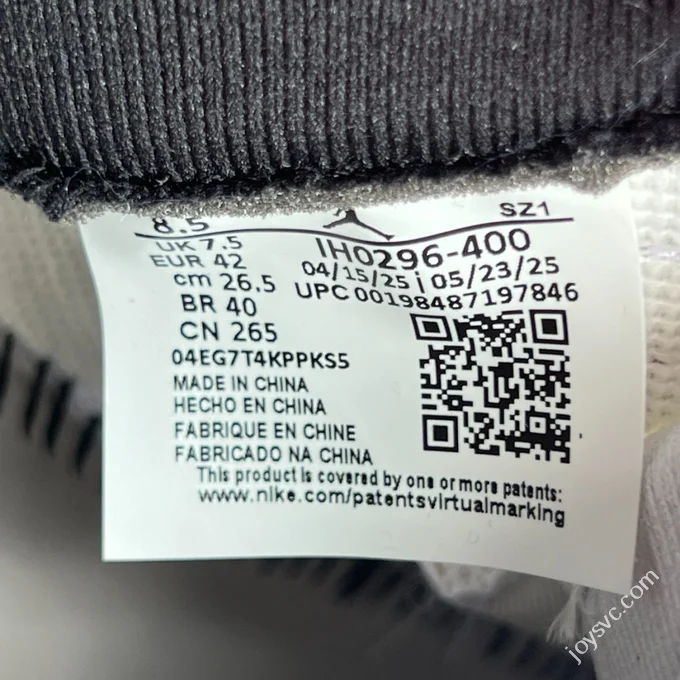 8.5
SZ1
UK 7.5
IH0296-400
EUR 42
04/15/25 ¡ 05/23/25
cm 26.5
UPC 00198487197846
BR 40
CN 265
04EG7T4KPPKS5
MADE IN CHINA
HECHO EN CHINA
FABRIQUE EN CHINE
FABRICADO NA CHINA
This product is covered by one or more patents:
www.nike.com/patentsvirtualmarking
joysvc.com